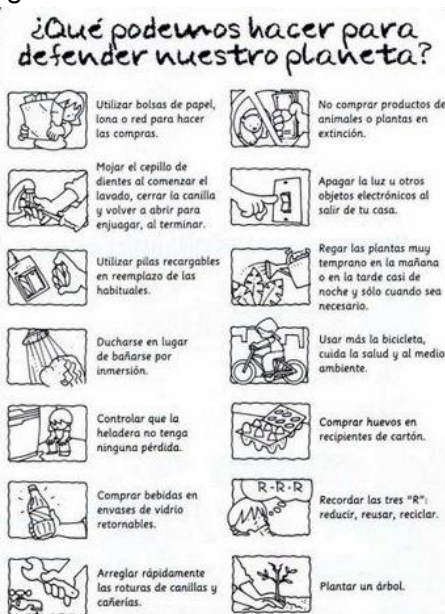 ¿Qué podemos hacer para
defender nuestro planeta?
Utilizar bolsas de papel,
lona o red para hacer
las compras.
Mojar el cepillo de
dientes al comenzar el
lavado, cerrar la canilla
y volver a abrir para
enjuagar, al terminar.
Utilizar pilas recargables
en reemplazo de las
habituales.
Ducharse en lugar
de bañarse por
inmersión.
Controlar que la
heladera no tenga
ninguna pérdida.
Comprar bebidas en
envases de vidrio
retornables.
Arreglar rápidamente
las roturas de canillas y
cañerías.
No comprar productos de
animales o plantas en
extinción.
Apagar la luz u otros
objetos electrónicos al
salir de tu casa.
Regar las plantas muy
temprano en la mañana
o en la tarde casi de
noche y sólo cuando sea
necesario.
Usar más la bicicleta,
cuida la salud y al medio
ambiente.
Comprar huevos en
recipientes de cartón.
R-R-R
Recordar las tres "R":
reducir, reusar, reciclar.
Plantar un árbol.